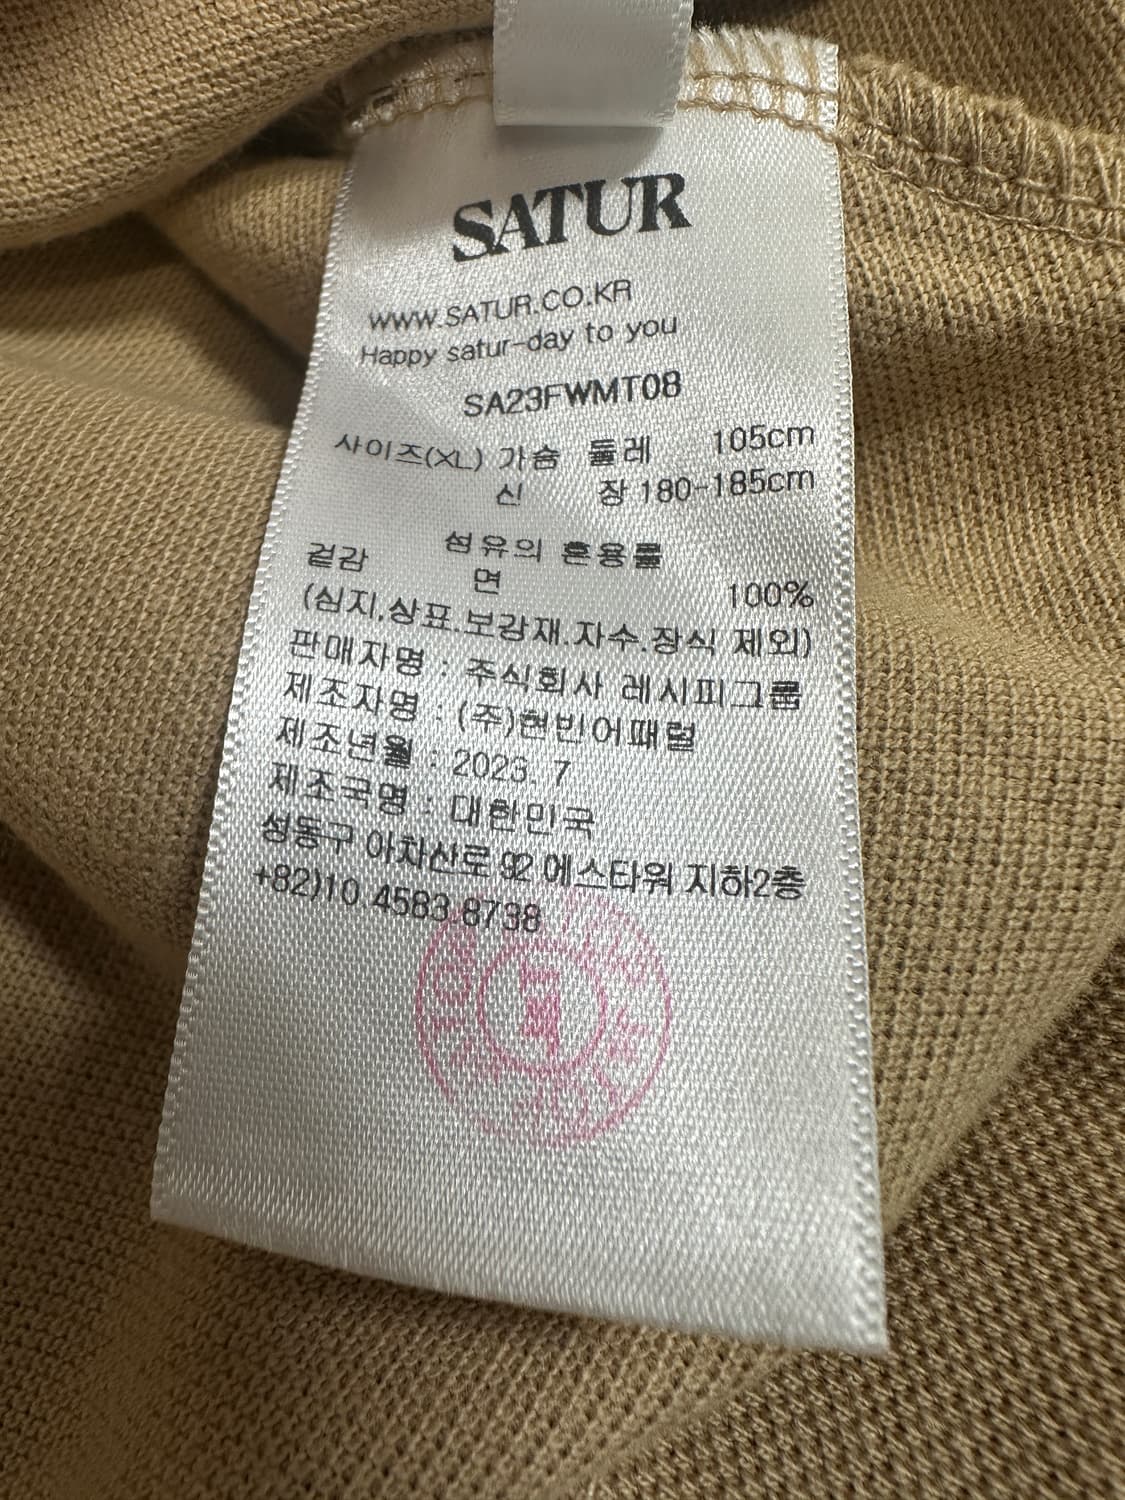 SATUR
WWW.SATUR.CO.KR
Happy satur-day to you
SA23FWMT08
사이즈(XL) 가슴 둘레 105cm
신 장 180-185cm
섬유의 혼용률
겉감 면 100%
(심지,상표.보강재.자수.장식 제외)
판매자명 : 주식회사 레시피그룹
제조자명 : (주)현빈어패럴
제조년월 : 2023. 7
제조국명 : 대한민국
성동구 아차산로 92 에스타워 지하2층
+82)10 4583 8738